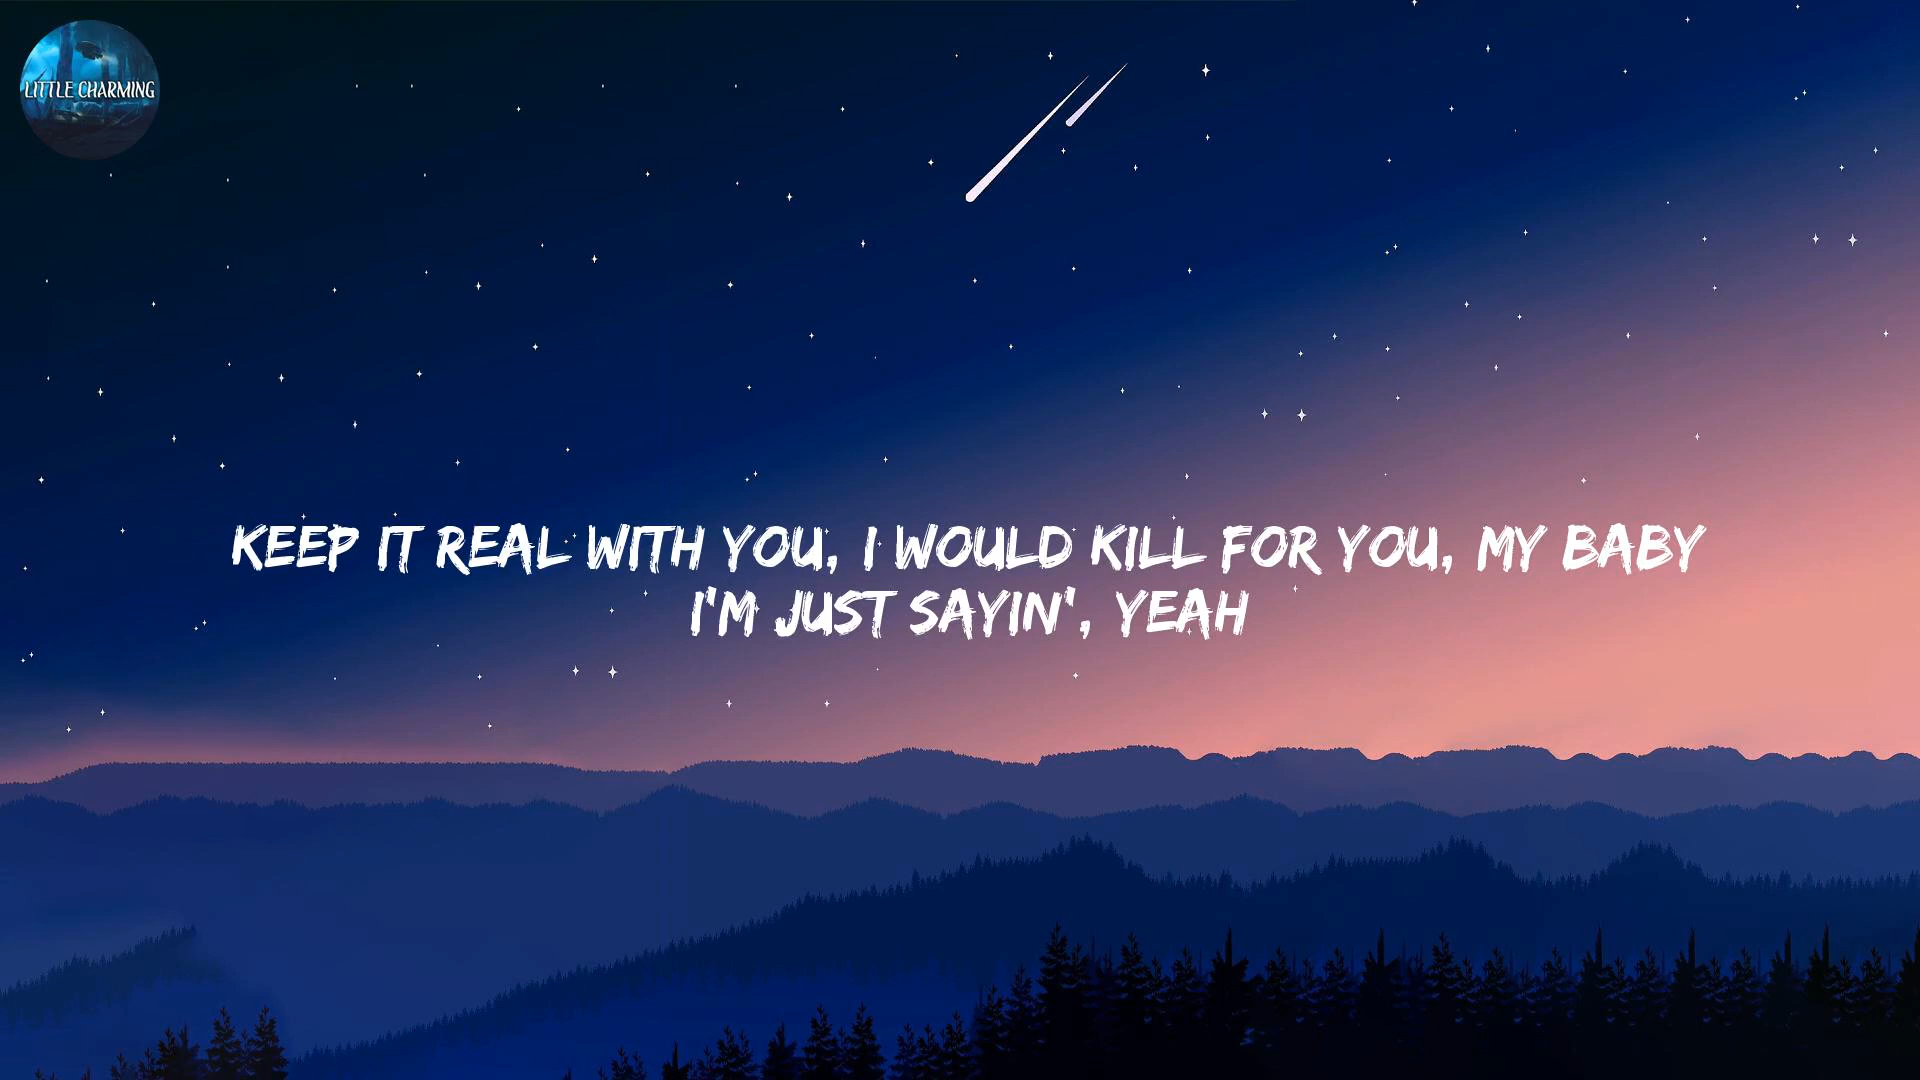 LITTLE CHARMING
KEEP IT REAL WITH YOU, I WOULD KILL FOR YOU, MY BABY
I'M JUST SAYIN', YEAH